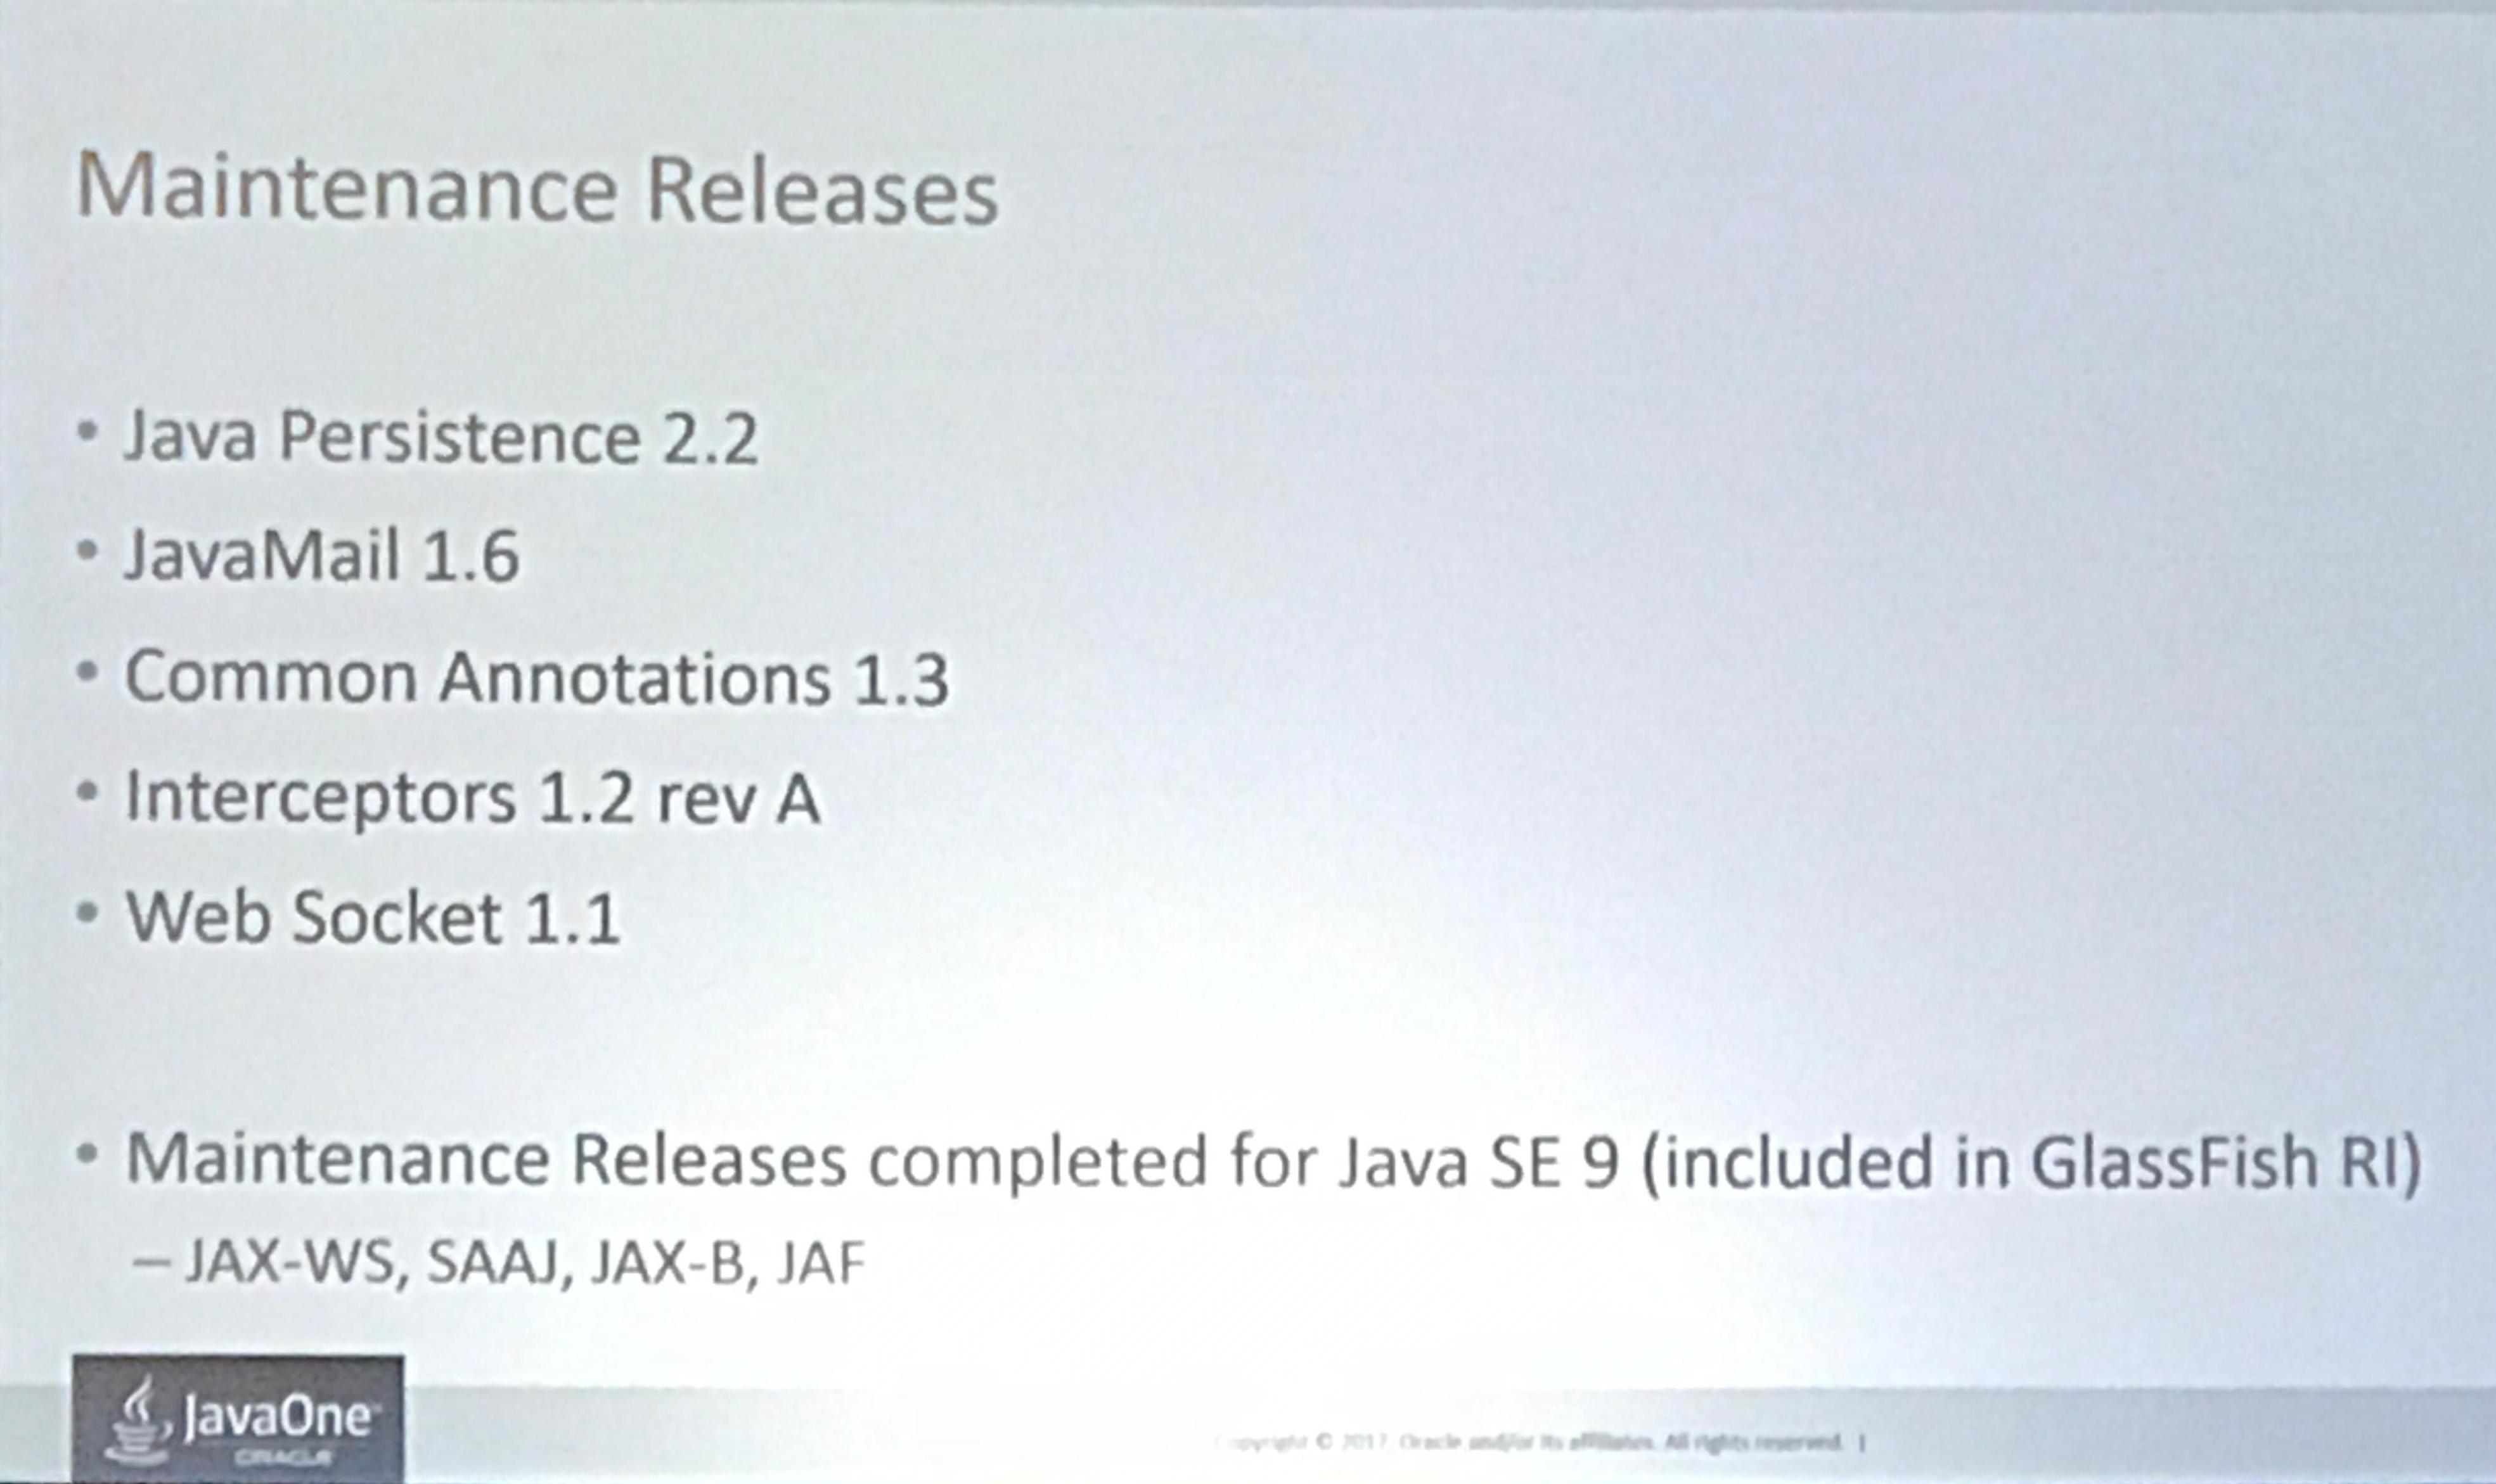 Maintenance Releases
• Java Persistence 2.2
• JavaMail 1.6
• Common Annotations 1.3
• Interceptors 1.2 rev A
• Web Socket 1.1
• Maintenance Releases completed for Java SE 9 (included in GlassFish RI)
– JAX-WS, SAAJ, JAX-B, JAF
JavaOne
ORACLE
Copyright © 2017 Oracle and/or its affiliates. All rights reserved. |